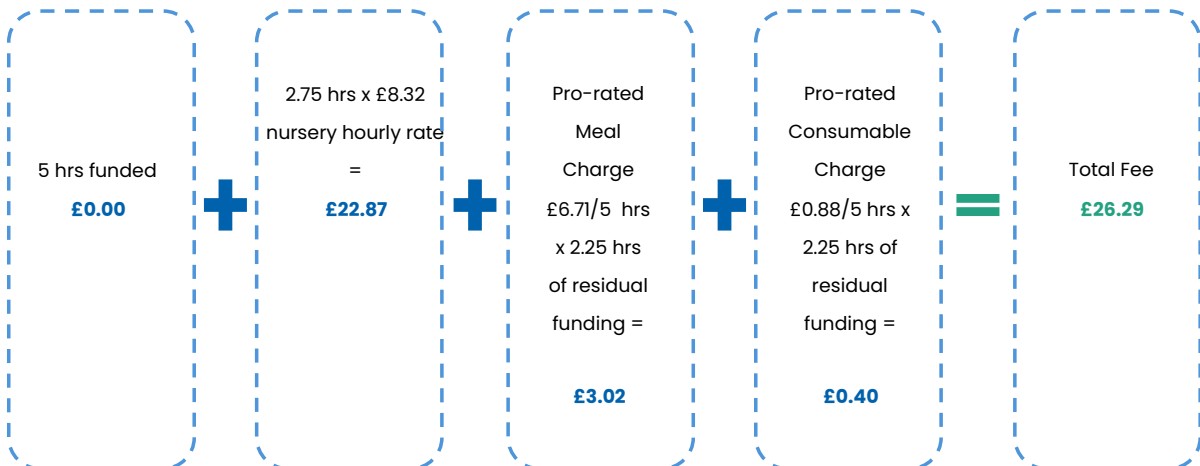 5 hrs funded
£0.00
2.75 hrs x £8.32
nursery hourly rate
=
£22.87
Pro-rated
Meal
Charge
£6.71/5 hrs
x 2.25 hrs
of residual
funding =
£3.02
Pro-rated
Consumable
Charge
£0.88/5 hrs x
2.25 hrs of
residual
funding =
£0.40
Total Fee
£26.29